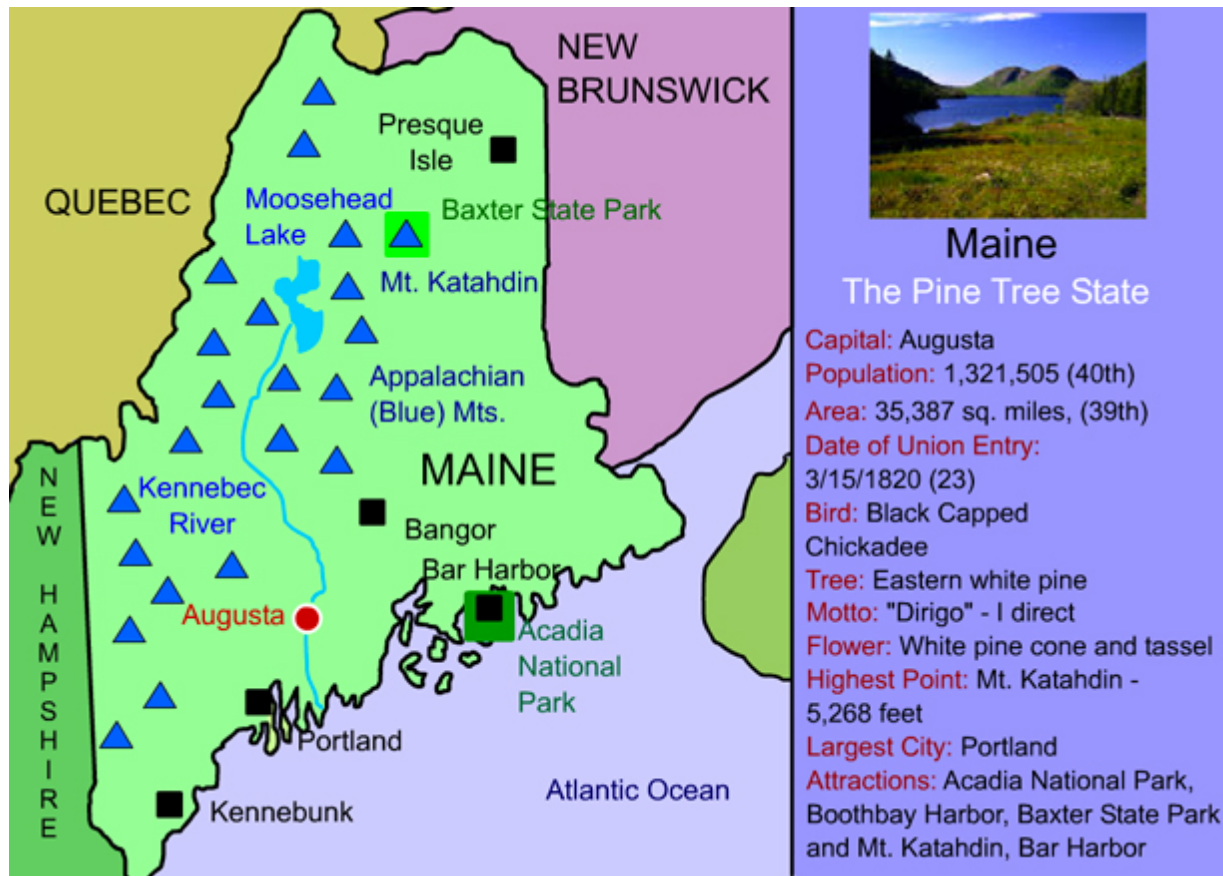 NEW
BRUNSWICK
Presque
Isle
QUEBEC
Moosehead
Lake
Baxter State Park
Mt. Katahdin
Appalachian
(Blue) Mts.
MAINE
Kennebec
River
NEW HAMPSHIRE
Bangor
Bar Harbor
Augusta
Acadia
National
Park
Portland
Atlantic Ocean
Kennebunk
Maine
The Pine Tree State
Capital: Augusta
Population: 1,321,505 (40th)
Area: 35,387 sq. miles, (39th)
Date of Union Entry:
3/15/1820 (23)
Bird: Black Capped
Chickadee
Tree: Eastern white pine
Motto: "Dirigo" - I direct
Flower: White pine cone and tassel
Highest Point: Mt. Katahdin -
5,268 feet
Largest City: Portland
Attractions: Acadia National Park,
Boothbay Harbor, Baxter State Park
and Mt. Katahdin, Bar Harbor